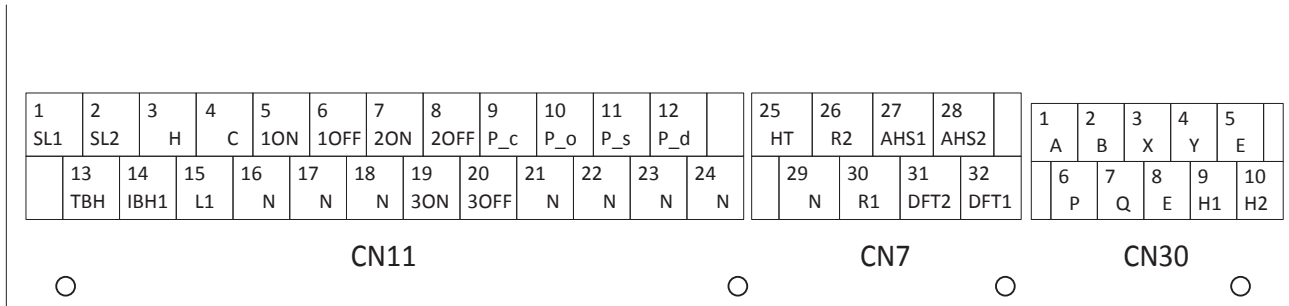 1 2 3 4 5 6 7 8 9 10 11 12
SL1 SL2 H C 1ON 1OFF 2ON 2OFF P_c P_o P_s P_d
13 14 15 16 17 18 19 20 21 22 23 24
TBH IBH1 L1 N N N 3ON 3OFF N N N N
CN11
25 26 27 28
HT R2 AHS1 AHS2
29 30 31 32
N R1 DFT2 DFT1
CN7
1 2 3 4 5
A B X Y E
6 7 8 9 10
P Q E H1 H2
CN30